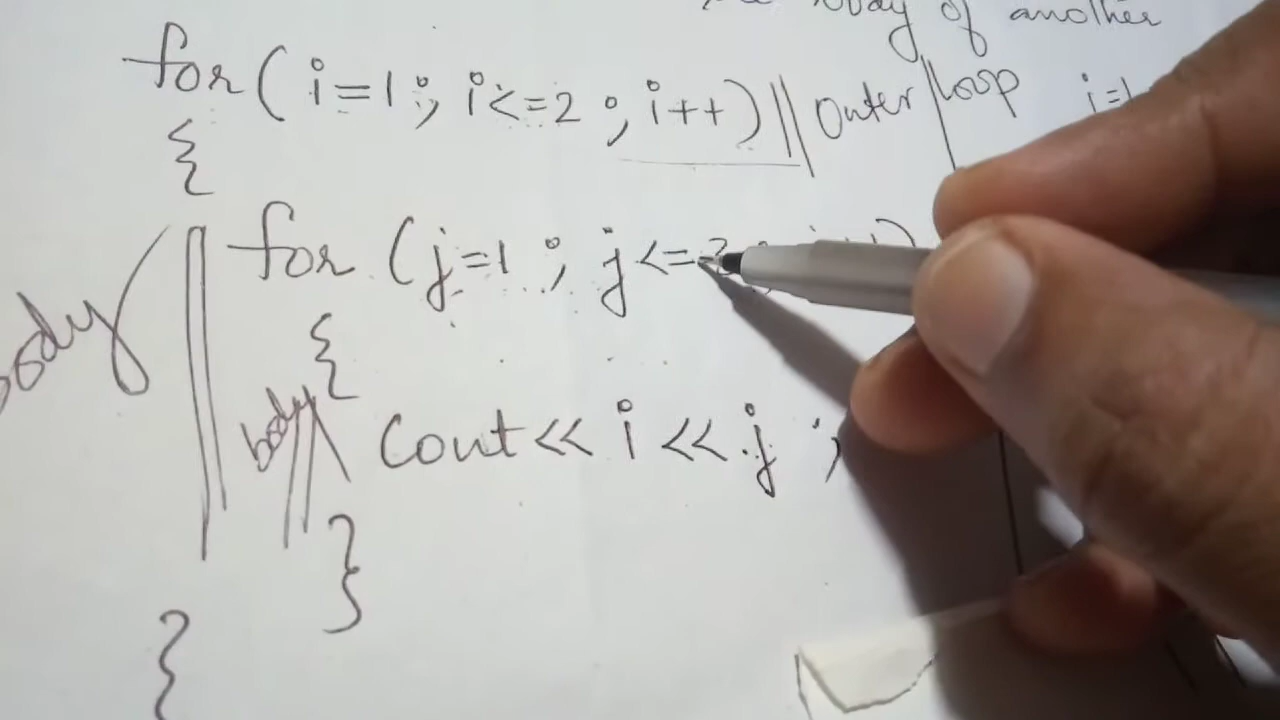 body of another
for ( i=1 ; i<=2 ; i++ ) || Outer loop
i=1
{
for ( j=1 ; j<=
{
body
body
Cout << i << j ;
}
}